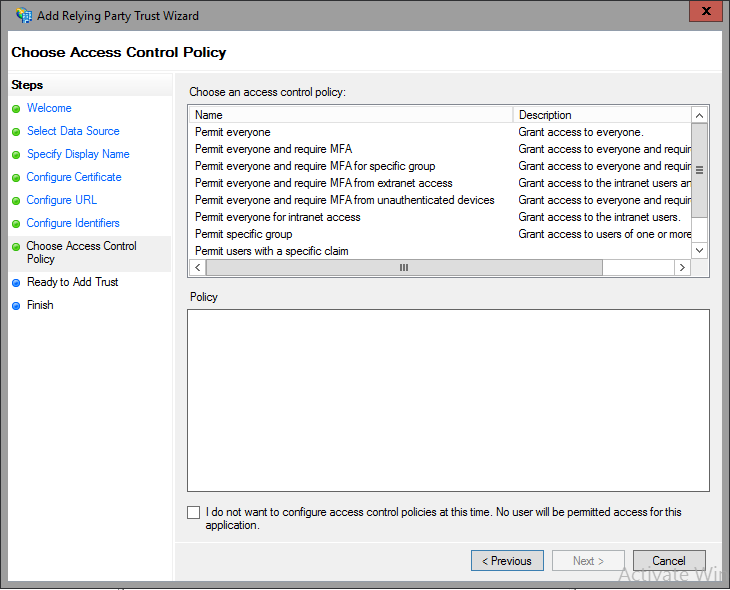 Add Relying Party Trust Wizard
X
Choose Access Control Policy
Steps
Welcome
Select Data Source
Specify Display Name
Configure Certificate
Configure URL
Configure Identifiers
Choose Access Control
Policy
Ready to Add Trust
Finish
Choose an access control policy:
Name Description
Permit everyone Grant access to everyone.
Permit everyone and require MFA Grant access to everyone and requir
Permit everyone and require MFA for specific group Grant access to everyone and requir
Permit everyone and require MFA from extranet access Grant access to the intranet users an
Permit everyone and require MFA from unauthenticated devices Grant access to everyone and requir
Permit everyone for intranet access Grant access to the intranet users.
Permit specific group Grant access to users of one or more
Permit users with a specific claim
Policy
I do not want to configure access control policies at this time. No user will be permitted access for this
application.
< Previous Next > Cancel
Activate Win